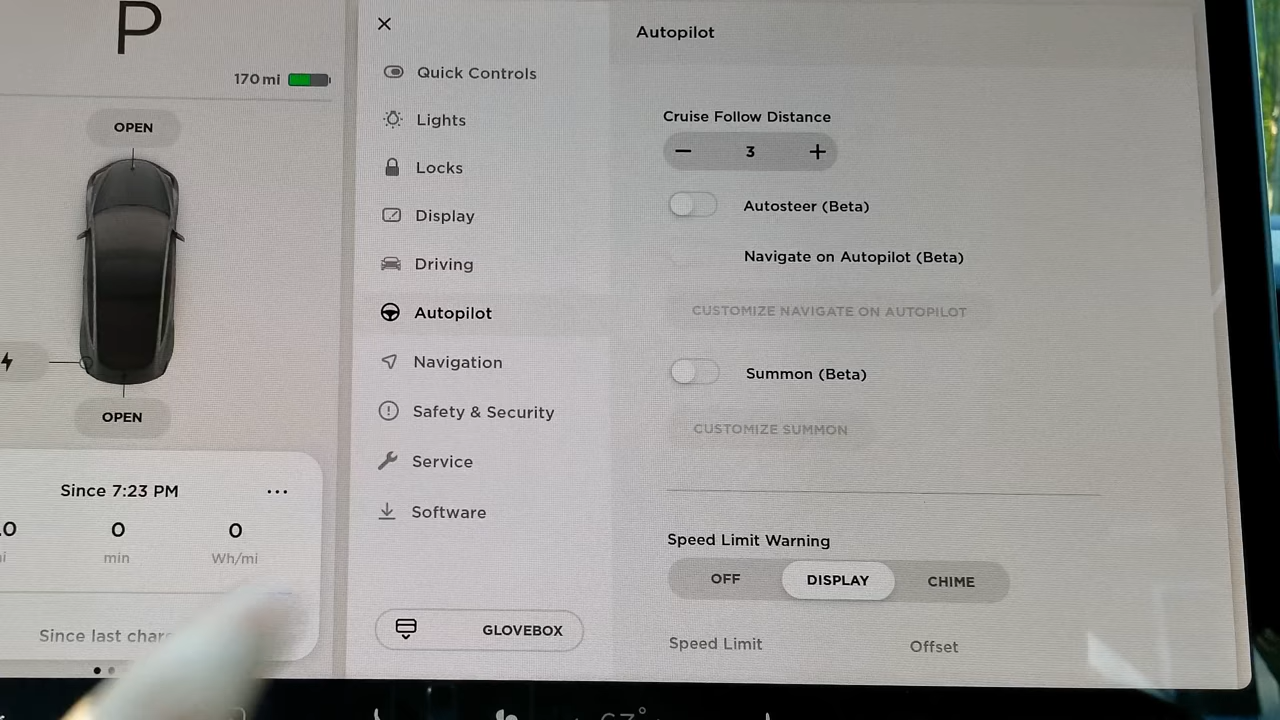 P
170 mi
OPEN
OPEN
Since 7:23 PM
...
0
0
min
Wh/mi
Since last
Quick Controls
Lights
Locks
Display
Driving
Autopilot
Navigation
Safety & Security
Service
Software
GLOVEBOX
Autopilot
Cruise Follow Distance
− 3 +
Autosteer (Beta)
Navigate on Autopilot (Beta)
CUSTOMIZE NAVIGATE ON AUTOPILOT
Summon (Beta)
CUSTOMIZE SUMMON
Speed Limit Warning
OFF DISPLAY CHIME
Speed Limit Offset